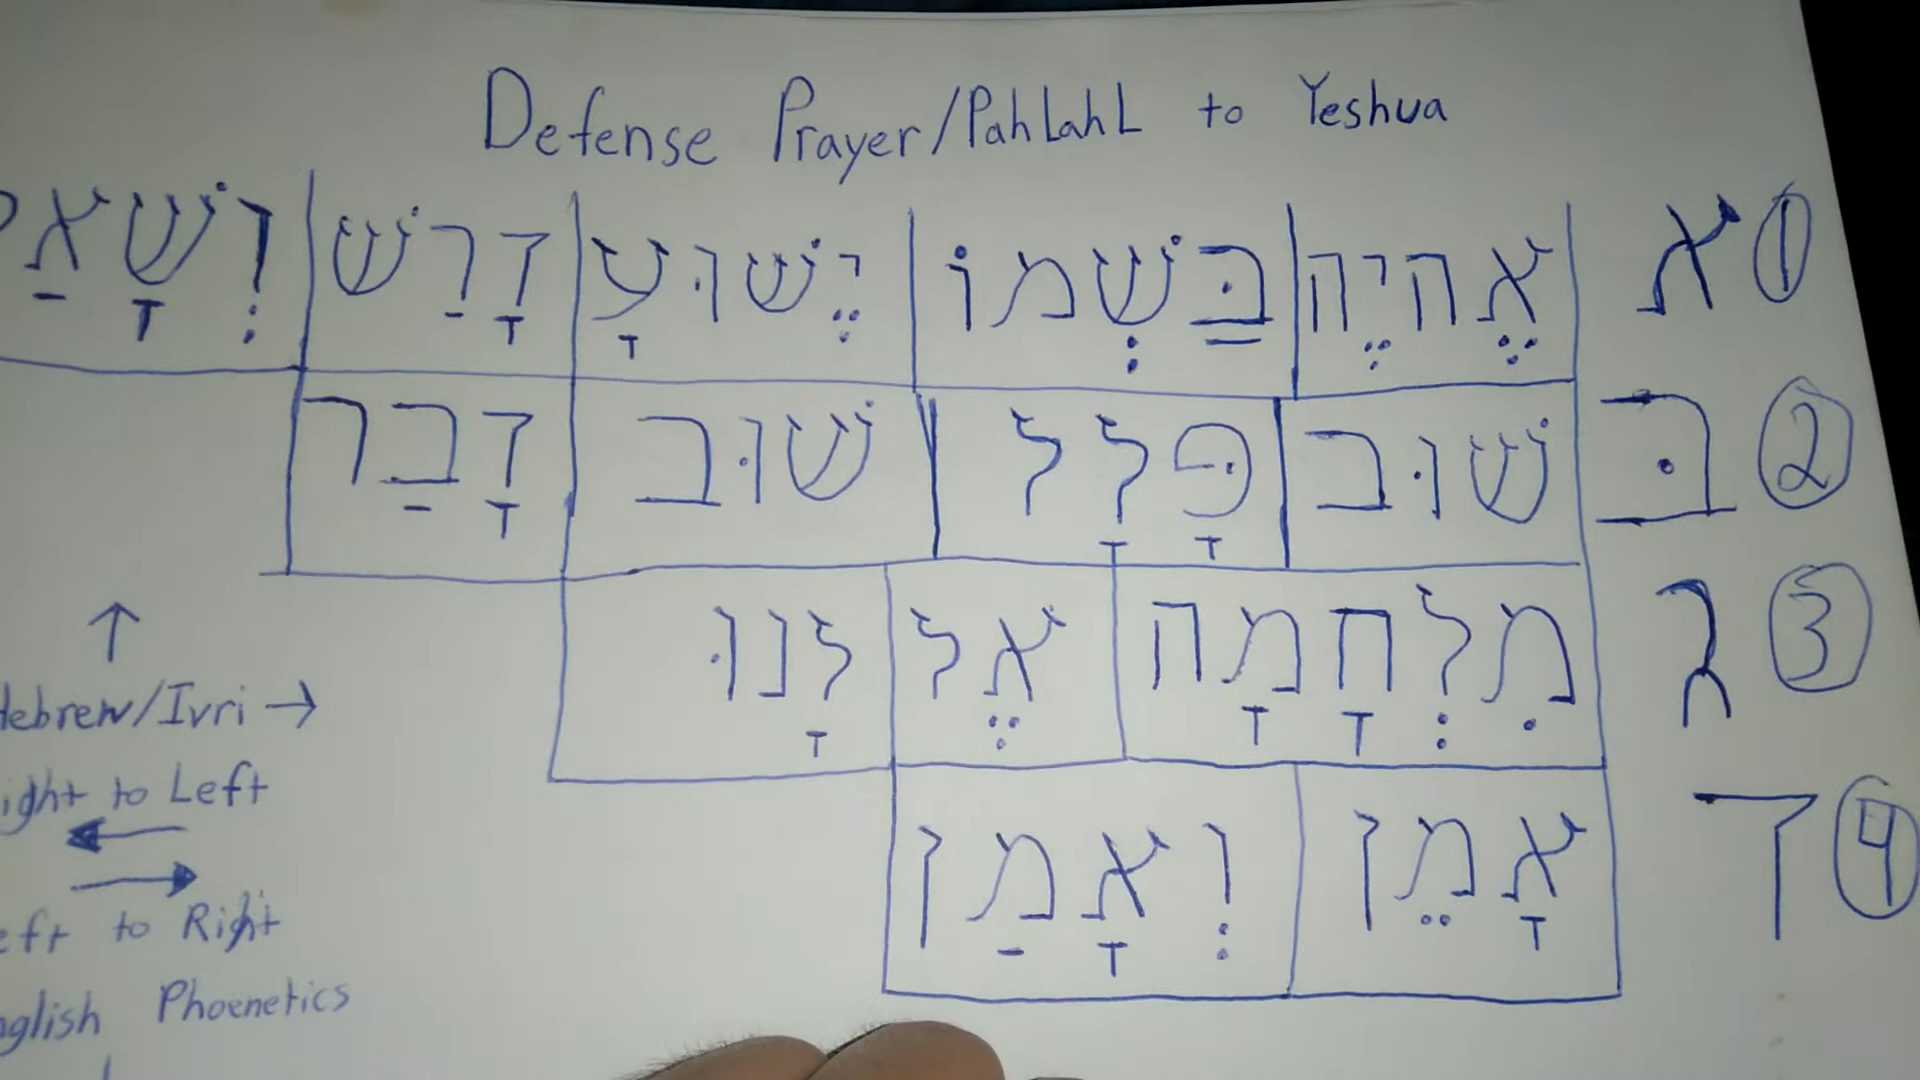 Defense Prayer/PahLahL to Yeshua
① א אֶהיֶה בַּשְׁמוֹ יֶשׁוּעָ דָרַשׁ וְשָׁאַ
② בּ שׁוּב פָּלָל שׁוּב דָבַר
③ ג מִלְחָמָה אֶל לָנוּ
④ ד אָמֵן וְאָמַן
↑
Hebrew/Ivri →
Right to Left
←
→
Left to Right
English Phoenetics